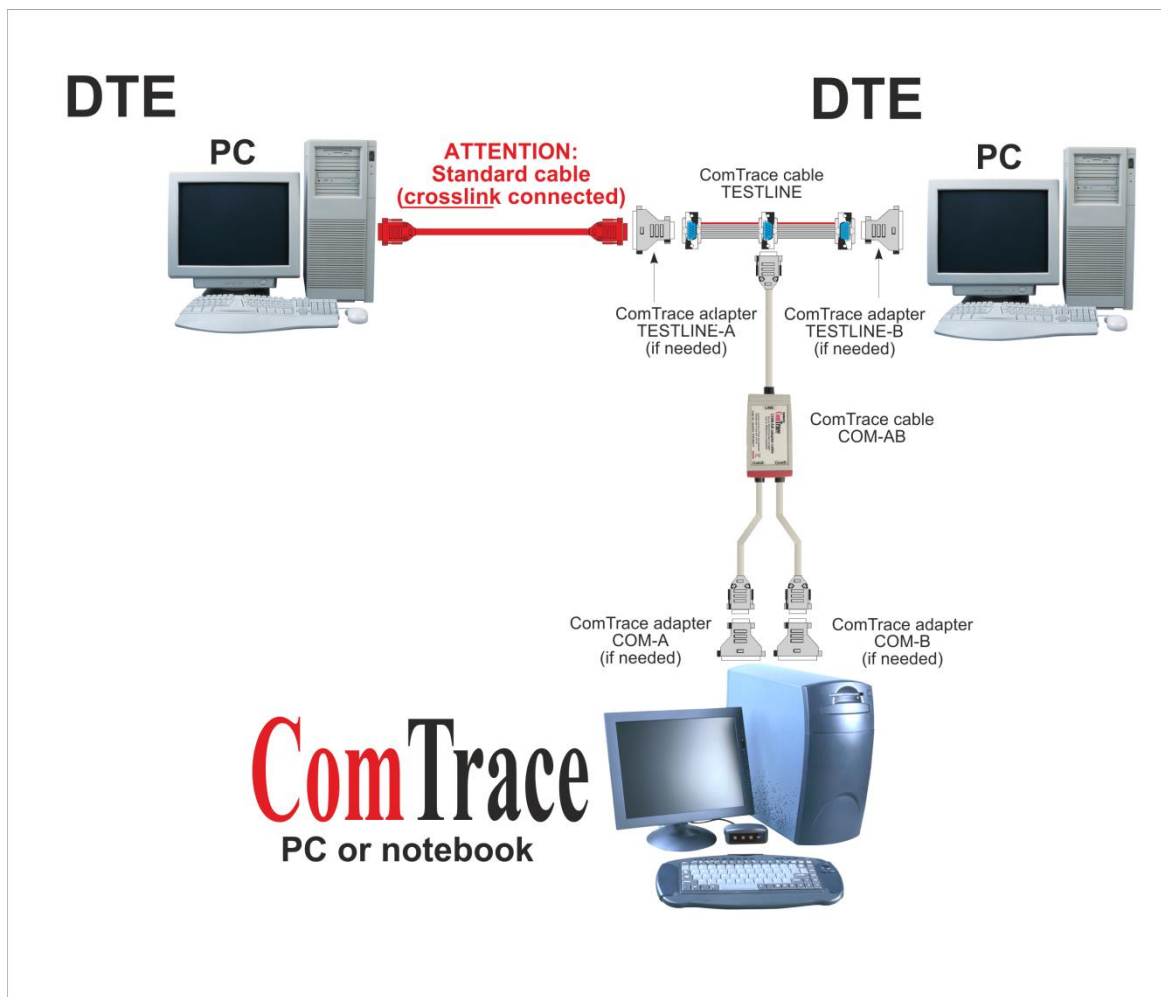 DTE
DTE
PC
PC
ATTENTION:
Standard cable
(crosslink connected)
ComTrace cable
TESTLINE
ComTrace adapter
TESTLINE-A
(if needed)
ComTrace adapter
TESTLINE-B
(if needed)
ComTrace
ComTrace cable
COM-AB
ComTrace adapter
COM-A
(if needed)
ComTrace adapter
COM-B
(if needed)
ComTrace
PC or notebook